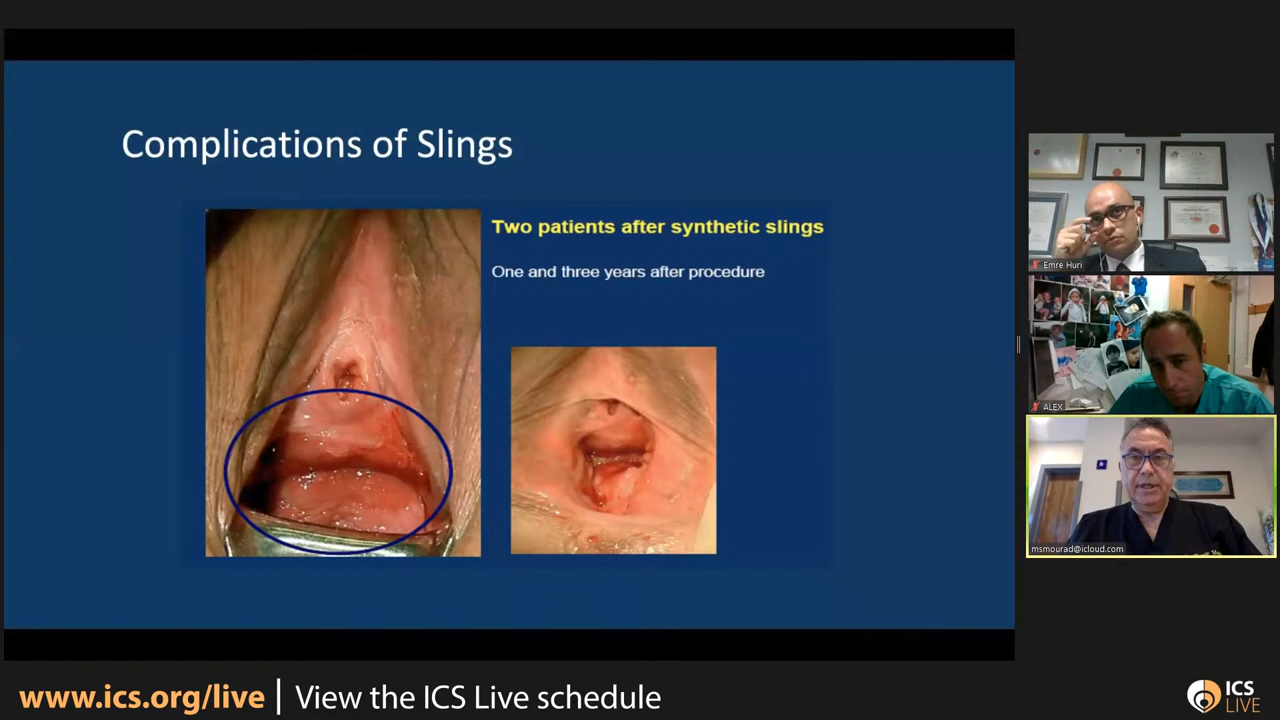 Complications of Slings
Two patients after synthetic slings
One and three years after procedure
Emre Huri
ALEX
msmourad@icloud.com
www.ics.org/live | View the ICS Live schedule
ICS
LIVE